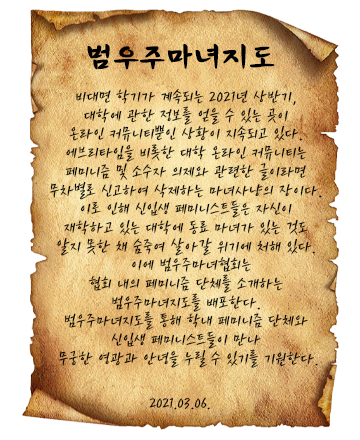 범우주마녀지도
비대면 학기가 계속되는 2021년 상반기,
대학에 관한 정보를 얻을 수 있는 곳이
온라인 커뮤니티뿐인 상황이 지속되고 있다.
에브리타임을 비롯한 대학 온라인 커뮤니티는
페미니즘 및 소수자 의제와 관련한 글이라면
무차별로 신고하여 삭제하는 마녀사냥의 장이다.
이로 인해 신입생 페미니스트들은 자신이
재학하고 있는 대학에 동료 마녀가 있는 것도
알지 못한 채 숨죽여 살아갈 위기에 처해 있다.
이에 범우주마녀협회는
협회 내의 페미니즘 단체를 소개하는
범우주마녀지도를 배포한다.
범우주마녀지도를 통해 학내 페미니즘 단체와
신입생 페미니스트들이 만나
무궁한 영광과 안녕을 누릴 수 있기를 기원한다.
2021.03.06.